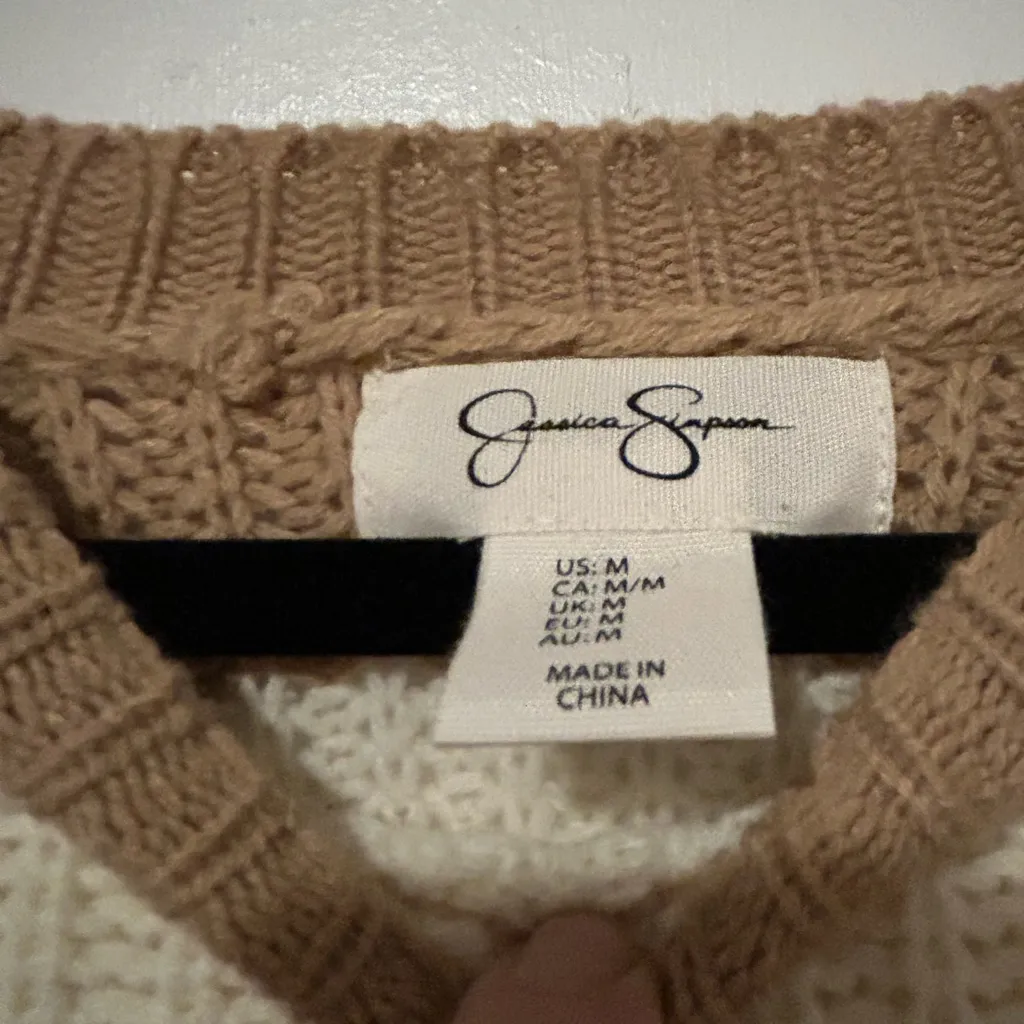 Jessica Simpson
US: M
CA: M/M
UK: M
EU: M
AU: M
MADE IN
CHINA